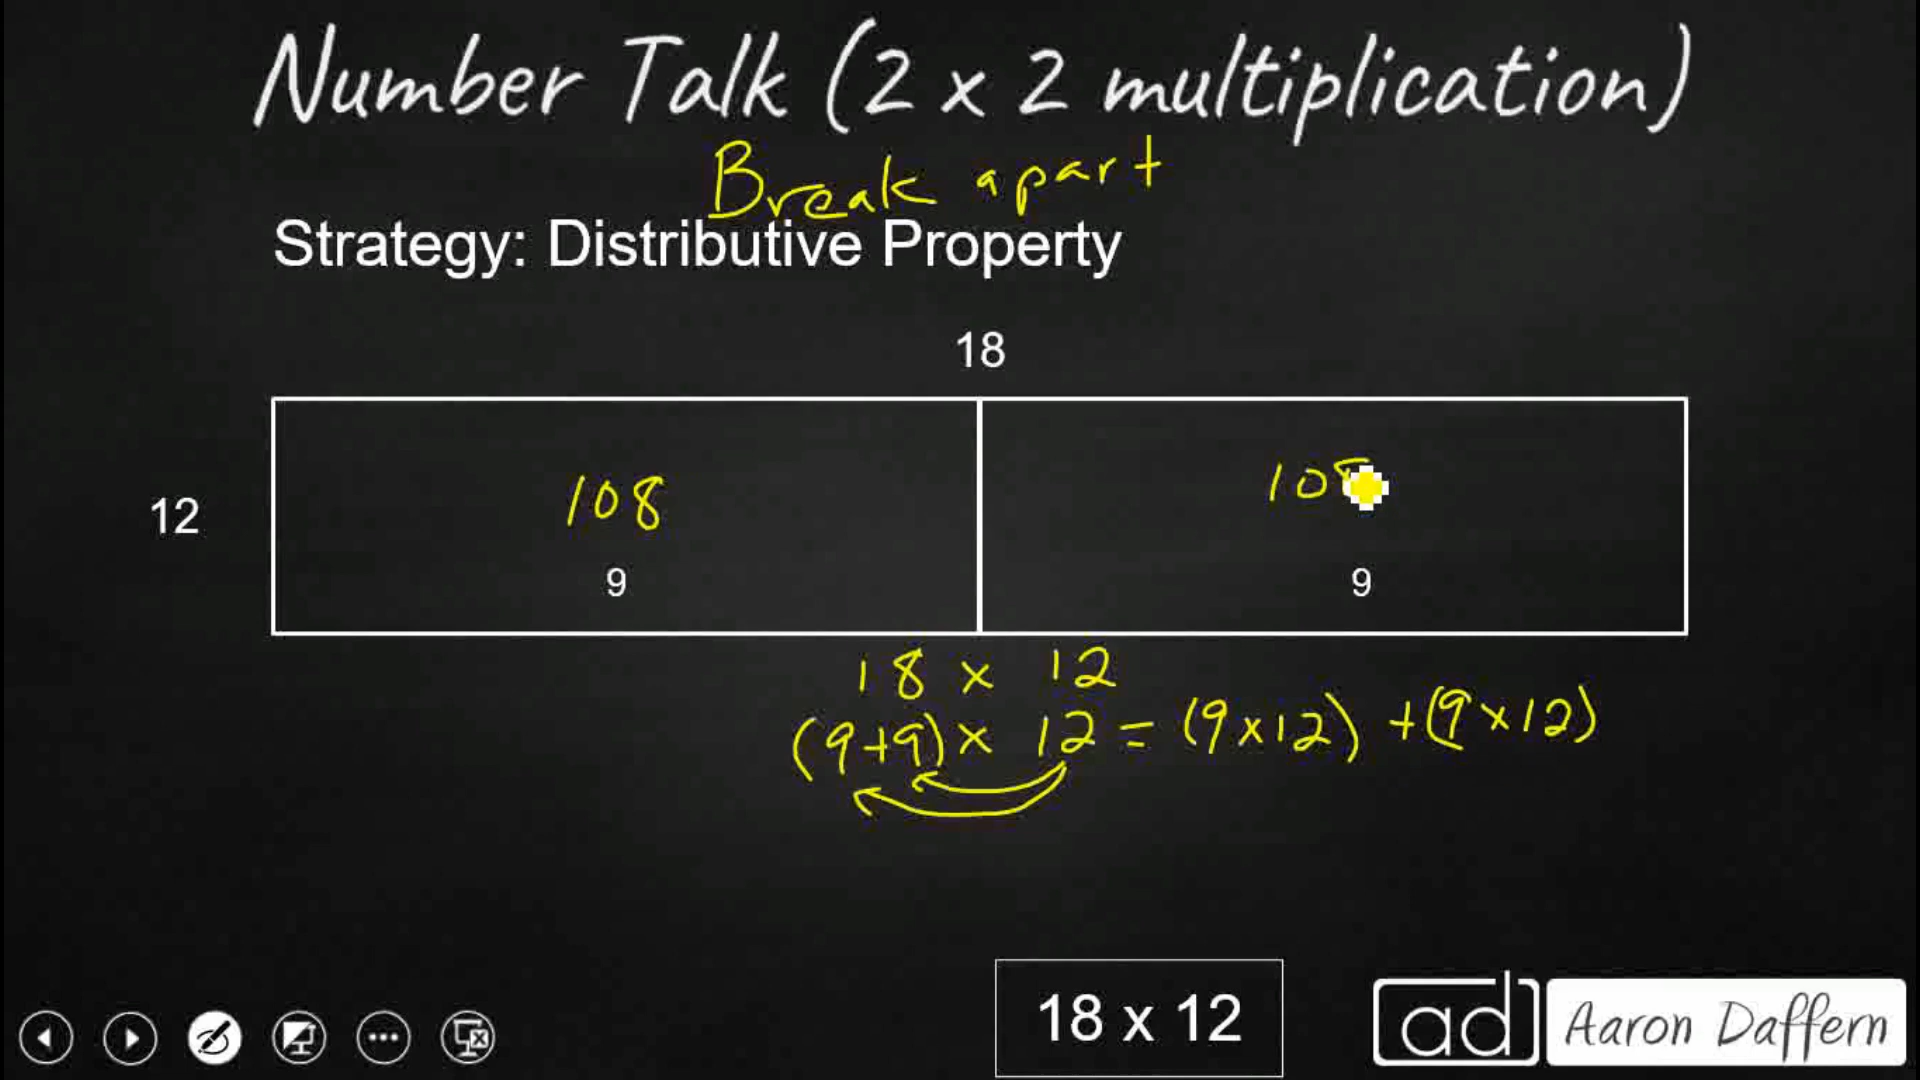 Number Talk (2 x 2 multiplication)
Break apart
Strategy: Distributive Property
18
12
108
108
9
9
18 x 12
(9+9) x 12 = (9x12) + (9x12)
18 x 12
ad
Aaron Daffern